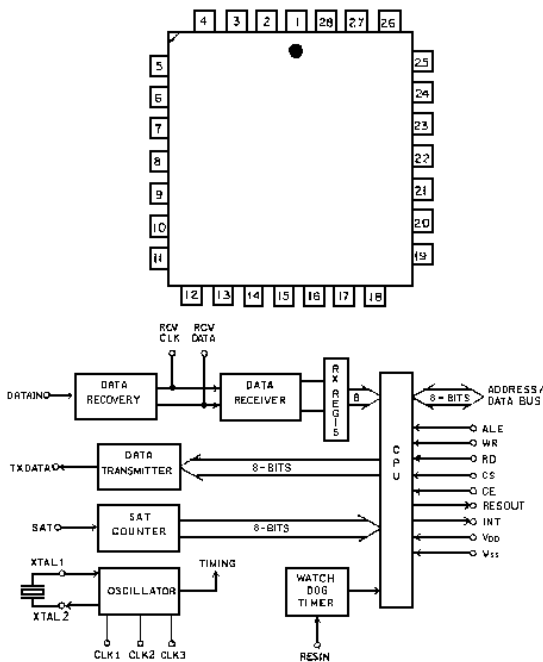 4 3 2 1 28 27 26
5 25
6 24
7 23
8 22
9 21
10 20
11 19
12 13 14 15 16 17 18
RCV CLK
RCV DATA
DATAIN
DATA RECOVERY
DATA RECEIVER
RX REGIS
8
CPU
8-BITS
ADDRESS/
DATA BUS
ALE
WR
RD
CS
CE
RESOUT
INT
VDD
VSS
TXDATA
DATA TRANSMITTER
8-BITS
SAT
SAT COUNTER
8-BITS
XTAL1
XTAL2
OSCILLATOR
TIMING
WATCH DOG TIMER
CLK1 CLK2 CLK3
RESIN